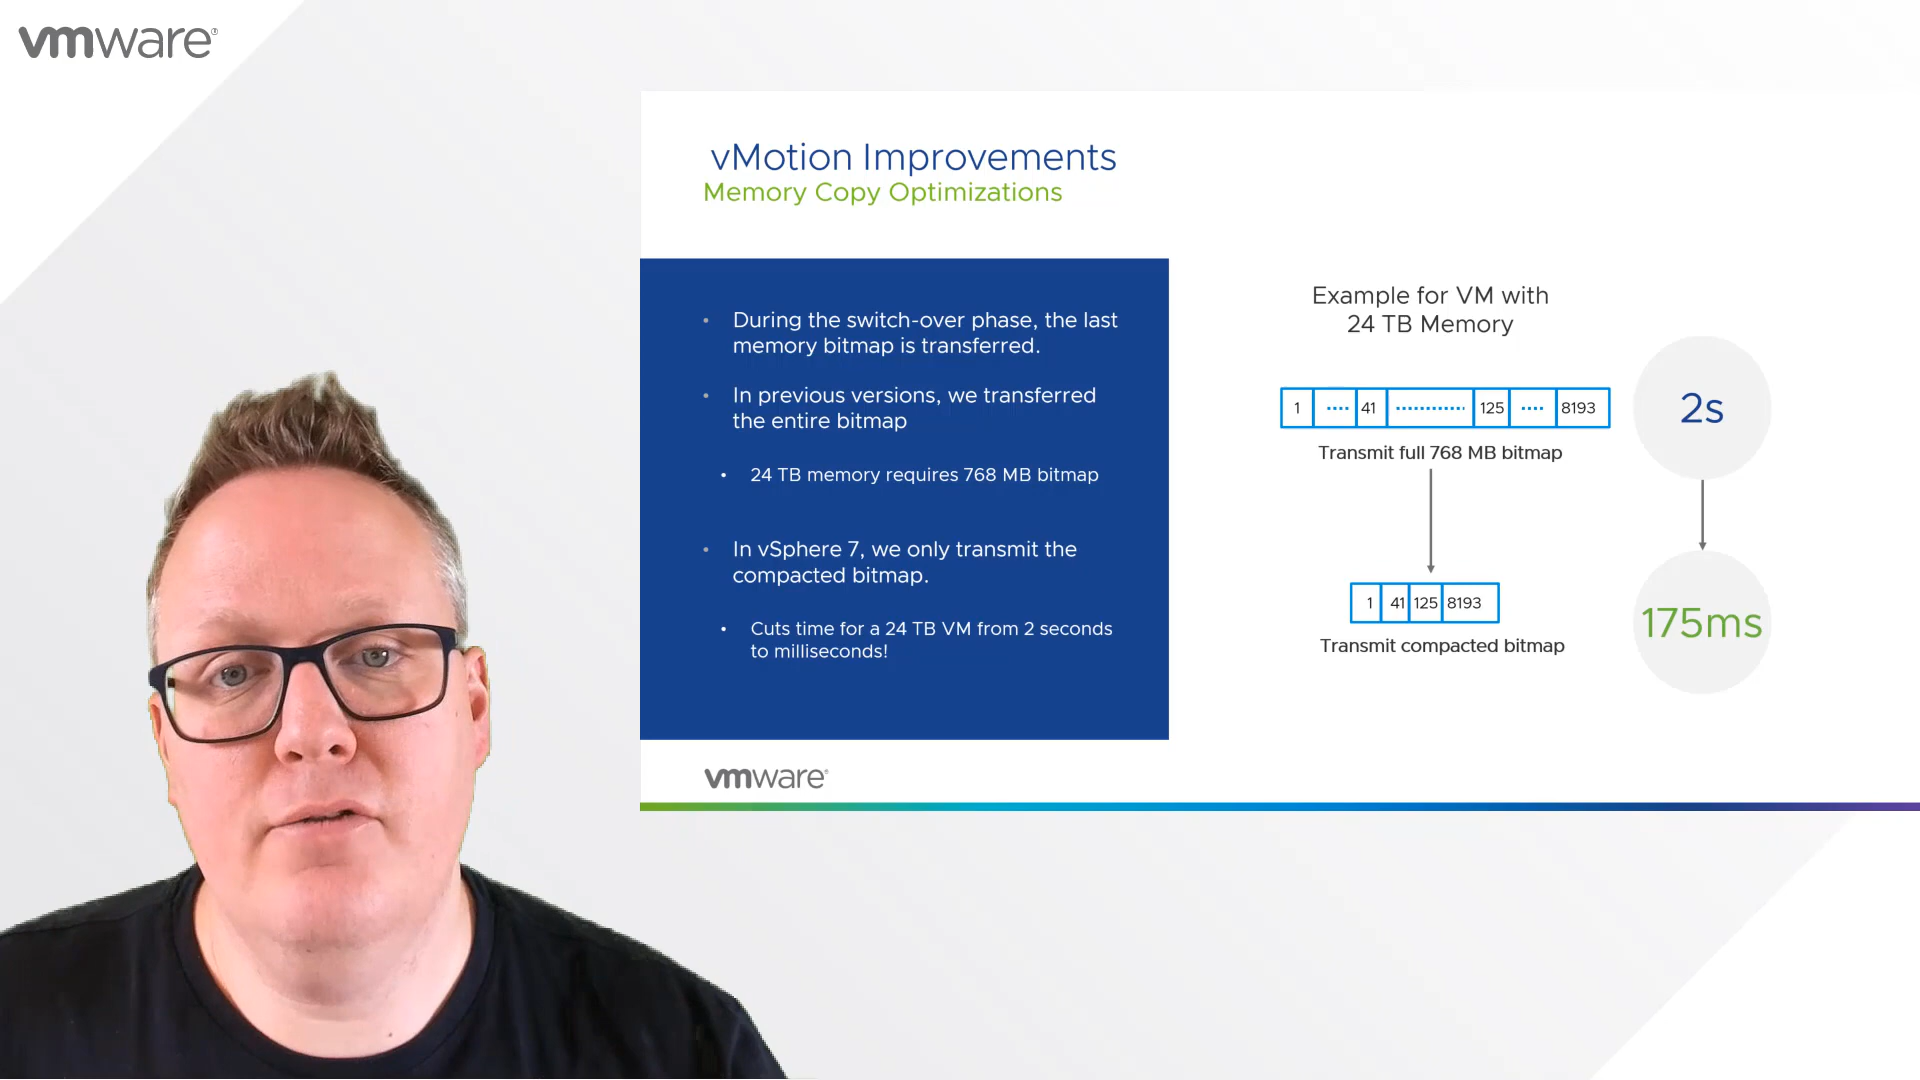 vmware®
vMotion Improvements
Memory Copy Optimizations
• During the switch-over phase, the last
memory bitmap is transferred.
• In previous versions, we transferred
the entire bitmap
• 24 TB memory requires 768 MB bitmap
• In vSphere 7, we only transmit the
compacted bitmap.
• Cuts time for a 24 TB VM from 2 seconds
to milliseconds!
Example for VM with
24 TB Memory
1 ···· 41 ············ 125 ···· 8193
2s
Transmit full 768 MB bitmap
1 41 125 8193
175ms
Transmit compacted bitmap
vmware®